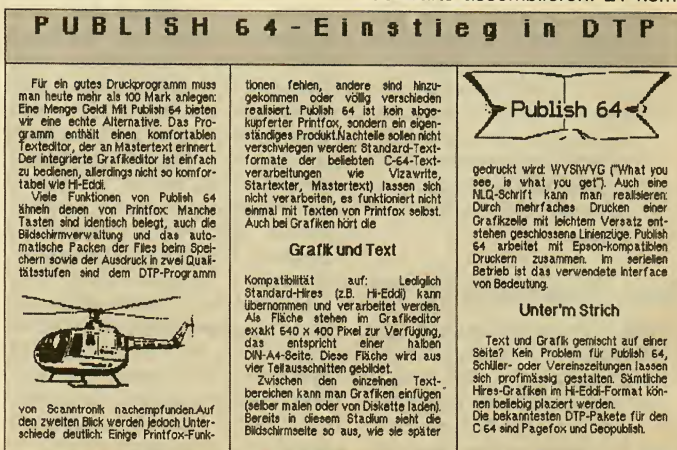 PUBLISH 64-Einstieg in DTP
Für ein gutes Druckprogramm muss
man heute mehr als 100 Mark anlegen:
Eine Menge Geld! Mit Publish 64 bieten
wir eine echte Alternative. Das Pro-
gramm enthält einen komfortablen
Texteditor, der an Mastertext erinnert.
Der integrierte Grafikeditor ist einfach
zu bedienen, allerdings nicht so komfor-
tabel wie Hi-Eddi.
Viele Funktionen von Publish 64
ähneln denen von Printfox: Manche
Tasten sind identisch belegt, auch die
Bildschirmverwaltung und das auto-
matische Packen der Files beim Spei-
chern sowie der Ausdruck in zwei Quali-
tätsstufen sind dem DTP-Programm
von Scanntronik nachempfunden.Auf
den zweiten Blick werden jedoch Unter-
schiede deutlich: Einige Printfox-Funk-
tionen fehlen, andere sind hinzu-
gekommen oder völlig verschieden
realisiert. Publish 64 ist kein abge-
kupferter Printfox, sondern ein eigen-
ständiges Produkt.Nachteile sollen nicht
verschwiegen werden: Standard-Text-
formate der beliebten C-64-Text-
verarbeitungen wie Vizawrite,
Startexter, Mastertext) lassen sich
nicht verarbeiten, es funktioniert nicht
einmal mit Texten von Printfox selbst.
Auch bei Grafiken hört die
Grafik und Text
Kompatibilität auf: Lediglich
Standard-Hires (z.B. Hi-Eddi) kann
übernommen und verarbeitet werden.
Als Fläche stehen im Grafikeditor
exakt 640 x 400 Pixel zur Verfügung,
das entspricht einer halben
DIN-A4-Seite. Diese Fläche wird aus
vier Teilausschnitten gebildet.
Zwischen den einzelnen Text-
bereichen kann man Grafiken einfügen
(selber malen oder von Diskette laden).
Bereits in diesem Stadium sieht die
Bildschirmseite so aus, wie sie später
Publish 64
gedruckt wird: WYSIWYG ("What you
see, is what you get"). Auch eine
NLQ-Schrift kann man realisieren:
Durch mehrfaches Drucken einer
Grafikzeile mit leichtem Versatz ent-
stehen geschlossene Linienzüge. Publish
64 arbeitet mit Epson-kompatiblen
Druckern zusammen. Im seriellen
Betrieb ist das verwendete Interface
von Bedeutung.
Unter'm Strich
Text und Grafik gemischt auf einer
Seite? Kein Problem für Publish 64,
Schüler- oder Vereinszeitungen lassen
sich profimässig gestalten. Sämtliche
Hires-Grafiken im Hi-Eddi-Format kön-
nen beliebig plaziert werden.
Die bekanntesten DTP-Pakete für den
C 64 sind Pagefox und Geopublish.